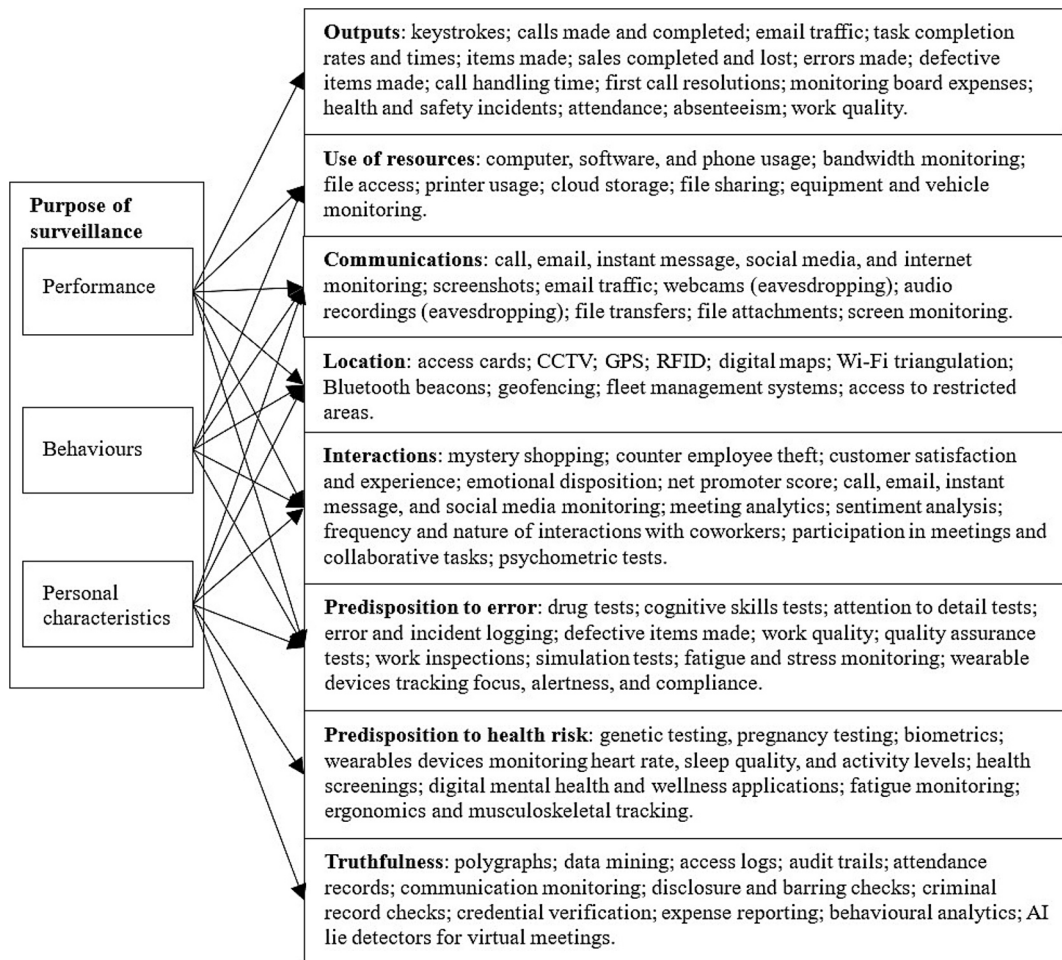 Purpose of
surveillance
Performance
Behaviours
Personal
characteristics
Outputs: keystrokes; calls made and completed; email traffic; task completion
rates and times; items made; sales completed and lost; errors made; defective
items made; call handling time; first call resolutions; monitoring board expenses;
health and safety incidents; attendance; absenteeism; work quality.
Use of resources: computer, software, and phone usage; bandwidth monitoring;
file access; printer usage; cloud storage; file sharing; equipment and vehicle
monitoring.
Communications: call, email, instant message, social media, and internet
monitoring; screenshots; email traffic; webcams (eavesdropping); audio
recordings (eavesdropping); file transfers; file attachments; screen monitoring.
Location: access cards; CCTV; GPS; RFID; digital maps; Wi-Fi triangulation;
Bluetooth beacons; geofencing; fleet management systems; access to restricted
areas.
Interactions: mystery shopping; counter employee theft; customer satisfaction
and experience; emotional disposition; net promoter score; call, email, instant
message, and social media monitoring; meeting analytics; sentiment analysis;
frequency and nature of interactions with coworkers; participation in meetings and
collaborative tasks; psychometric tests.
Predisposition to error: drug tests; cognitive skills tests; attention to detail tests;
error and incident logging; defective items made; work quality; quality assurance
tests; work inspections; simulation tests; fatigue and stress monitoring; wearable
devices tracking focus, alertness, and compliance.
Predisposition to health risk: genetic testing, pregnancy testing; biometrics;
wearables devices monitoring heart rate, sleep quality, and activity levels; health
screenings; digital mental health and wellness applications; fatigue monitoring;
ergonomics and musculoskeletal tracking.
Truthfulness: polygraphs; data mining; access logs; audit trails; attendance
records; communication monitoring; disclosure and barring checks; criminal
record checks; credential verification; expense reporting; behavioural analytics; AI
lie detectors for virtual meetings.